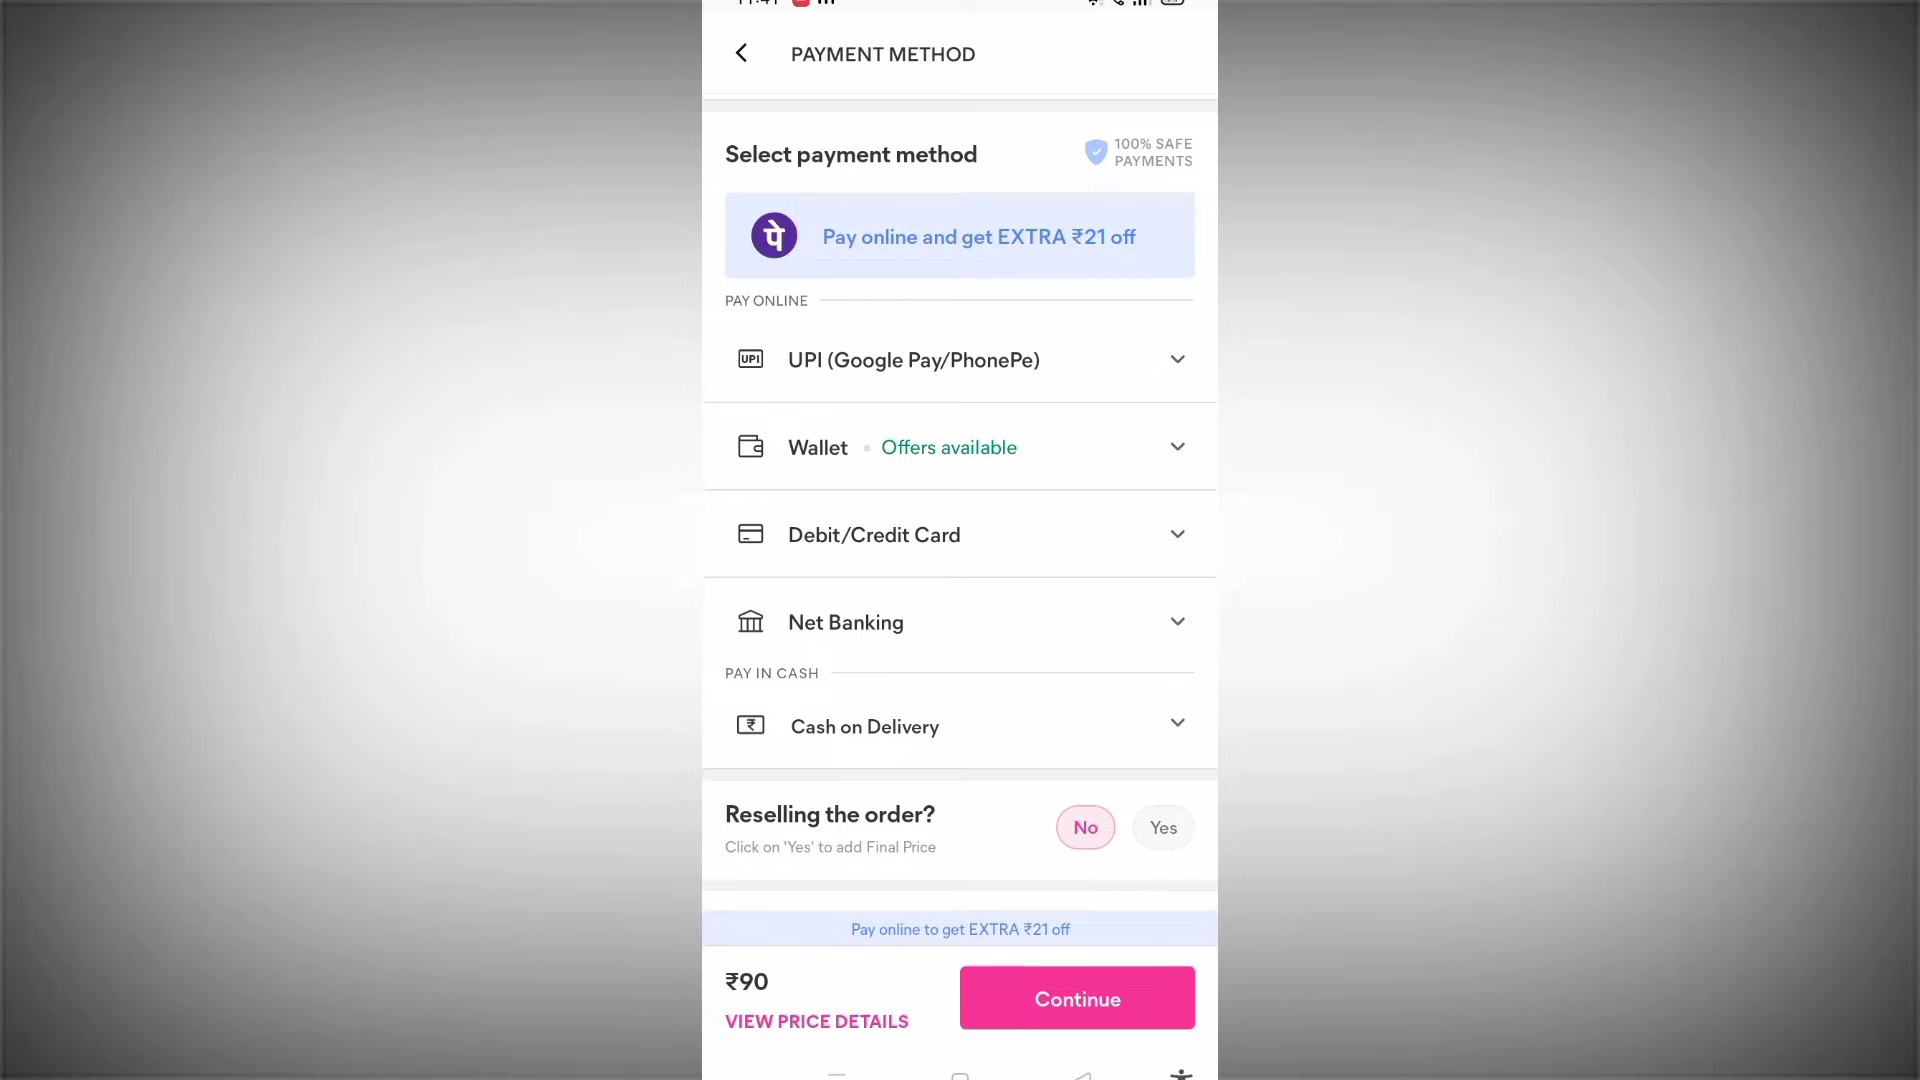 PAYMENT METHOD
Select payment method
100% SAFE
PAYMENTS
पे
Pay online and get EXTRA ₹21 off
PAY ONLINE
UPI
UPI (Google Pay/PhonePe)
Wallet • Offers available
Debit/Credit Card
Net Banking
PAY IN CASH
₹
Cash on Delivery
Reselling the order?
No
Yes
Click on 'Yes' to add Final Price
Pay online to get EXTRA ₹21 off
₹90
Continue
VIEW PRICE DETAILS